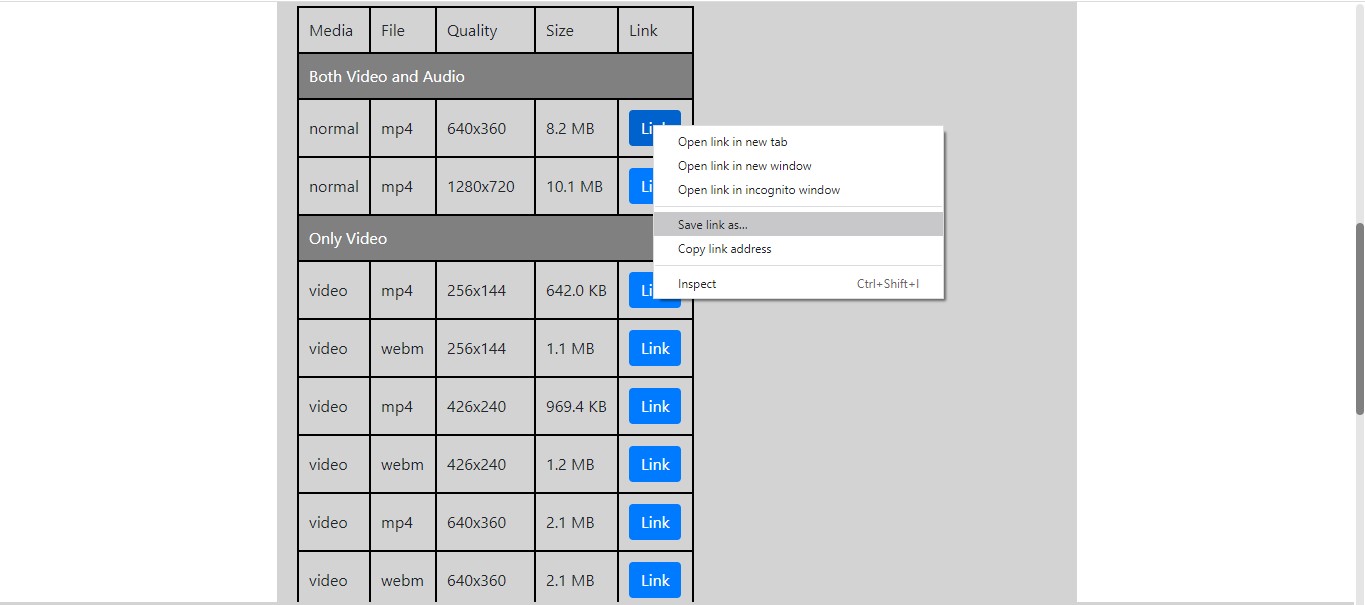 Media File Quality Size Link
Both Video and Audio
normal mp4 640x360 8.2 MB Li
Open link in new tab
Open link in new window
Open link in incognito window
normal mp4 1280x720 10.1 MB Li
Save link as...
Only Video
Copy link address
Inspect Ctrl+Shift+I
video mp4 256x144 642.0 KB Li
video webm 256x144 1.1 MB Link
video mp4 426x240 969.4 KB Link
video webm 426x240 1.2 MB Link
video mp4 640x360 2.1 MB Link
video webm 640x360 2.1 MB Link